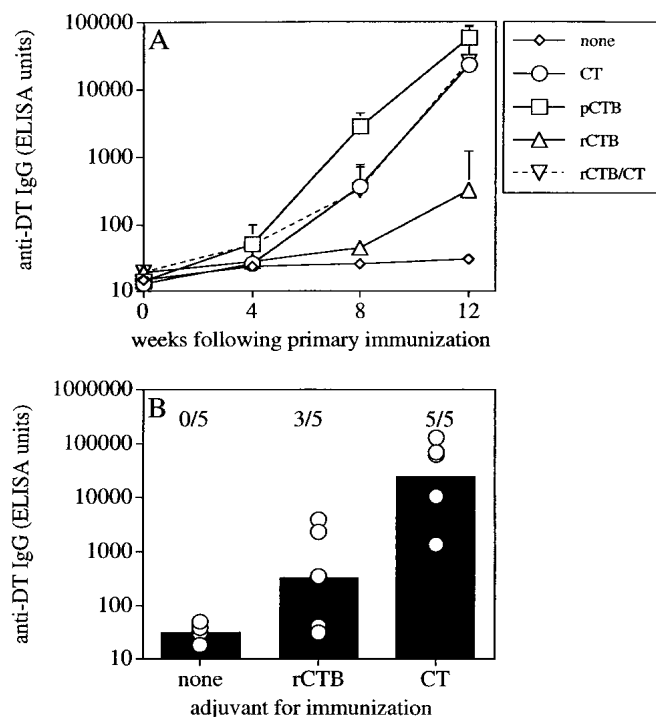 A
anti-DT IgG (ELISA units)
100000
10000
1000
100
10
0
4
8
12
weeks following primary immunization
none
CT
pCTB
rCTB
rCTB/CT
B
anti-DT IgG (ELISA units)
1000000
100000
10000
1000
100
10
0/5
3/5
5/5
none
rCTB
CT
adjuvant for immunization